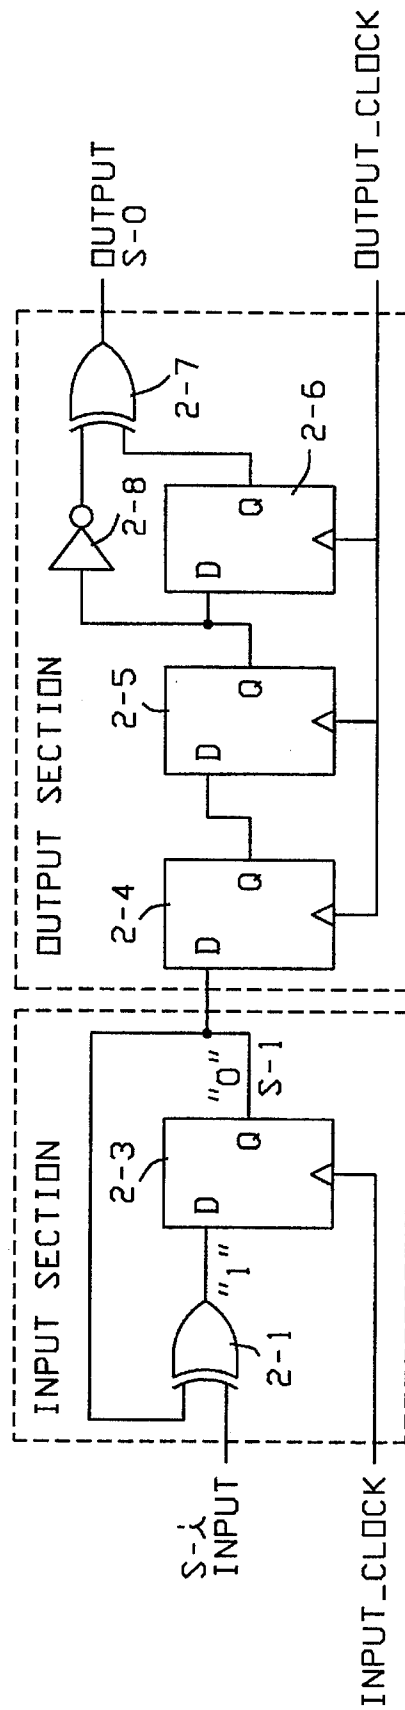 INPUT SECTION
OUTPUT SECTION
S-i
INPUT
2-1
"1"
2-3
D
Q
"0"
S-1
2-4
D
Q
2-5
D
Q
2-8
D
Q
2-6
2-7
OUTPUT
S-0
INPUT_CLOCK
OUTPUT_CLOCK